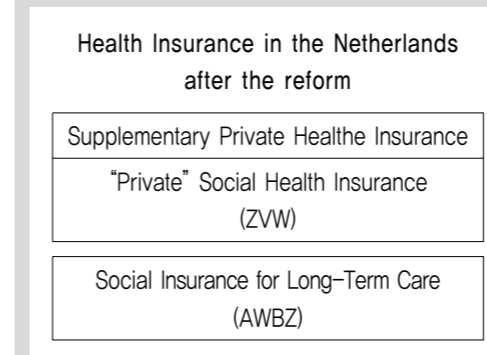 Health Insurance in the Netherlands
after the reform
Supplementary Private Healthe Insurance
“Private” Social Health Insurance
(ZVW)
Social Insurance for Long-Term Care
(AWBZ)